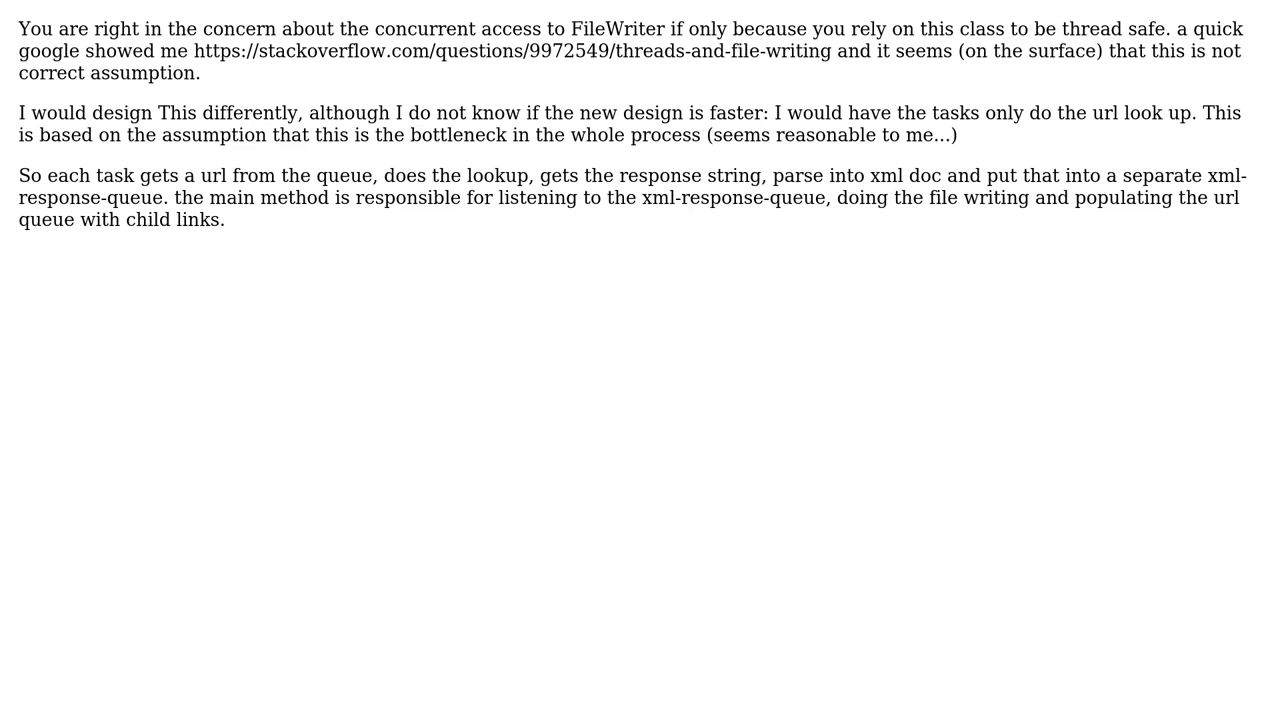 You are right in the concern about the concurrent access to FileWriter if only because you rely on this class to be thread safe. a quick
google showed me https://stackoverflow.com/questions/9972549/threads-and-file-writing and it seems (on the surface) that this is not
correct assumption.
I would design This differently, although I do not know if the new design is faster: I would have the tasks only do the url look up. This
is based on the assumption that this is the bottleneck in the whole process (seems reasonable to me...)
So each task gets a url from the queue, does the lookup, gets the response string, parse into xml doc and put that into a separate xml-
response-queue. the main method is responsible for listening to the xml-response-queue, doing the file writing and populating the url
queue with child links.